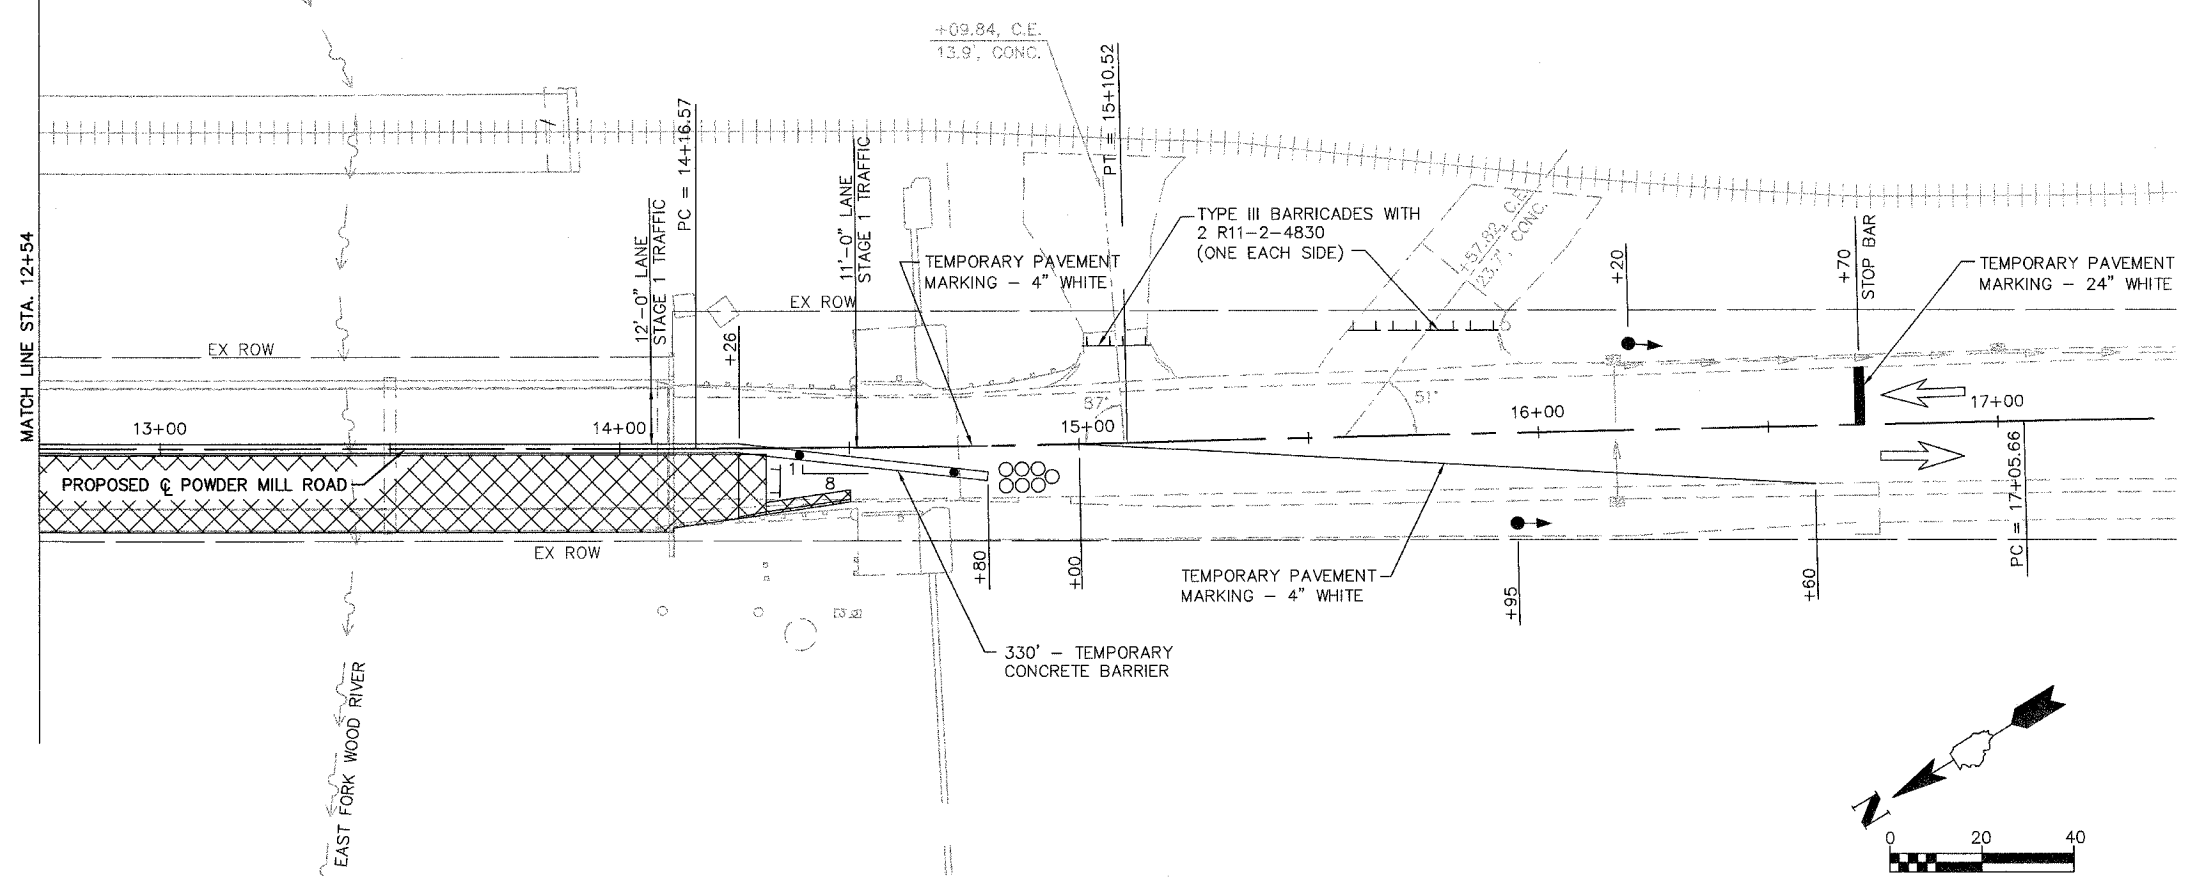 +09.84, C.E.
13.9', CONC.
MATCH LINE STA. 12+54
12'-0" LANE
STAGE 1 TRAFFIC
PC = 14+16.57
11'-0" LANE
STAGE 1 TRAFFIC
PT = 15+10.52
TYPE III BARRICADES WITH
2 R11-2-4830
(ONE EACH SIDE)
+57.82, C.E.
23.7', CONC.
+20
+70
STOP BAR
TEMPORARY PAVEMENT
MARKING - 24" WHITE
TEMPORARY PAVEMENT
MARKING - 4" WHITE
EX ROW
EX ROW
+26
13+00
14+00
15+00
16+00
17+00
51°
PROPOSED ℄ POWDER MILL ROAD
1
8
EX ROW
+80
+00
TEMPORARY PAVEMENT
MARKING - 4" WHITE
+95
+60
PC = 17+05.66
330' - TEMPORARY
CONCRETE BARRIER
EAST FORK WOOD RIVER
N
0 20 40